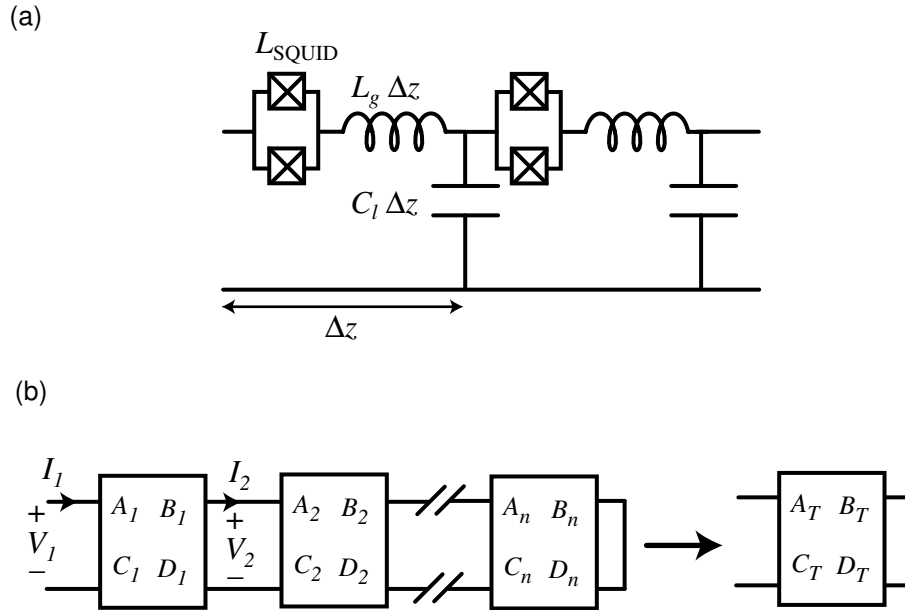 (a)
L_SQUID
L_g Δz
C_l Δz
Δz
(b)
I_1 I_2
A_1 B_1 A_2 B_2 A_n B_n A_T B_T
+ +
V_1 V_2
C_1 D_1 C_2 D_2 C_n D_n C_T D_T
− −